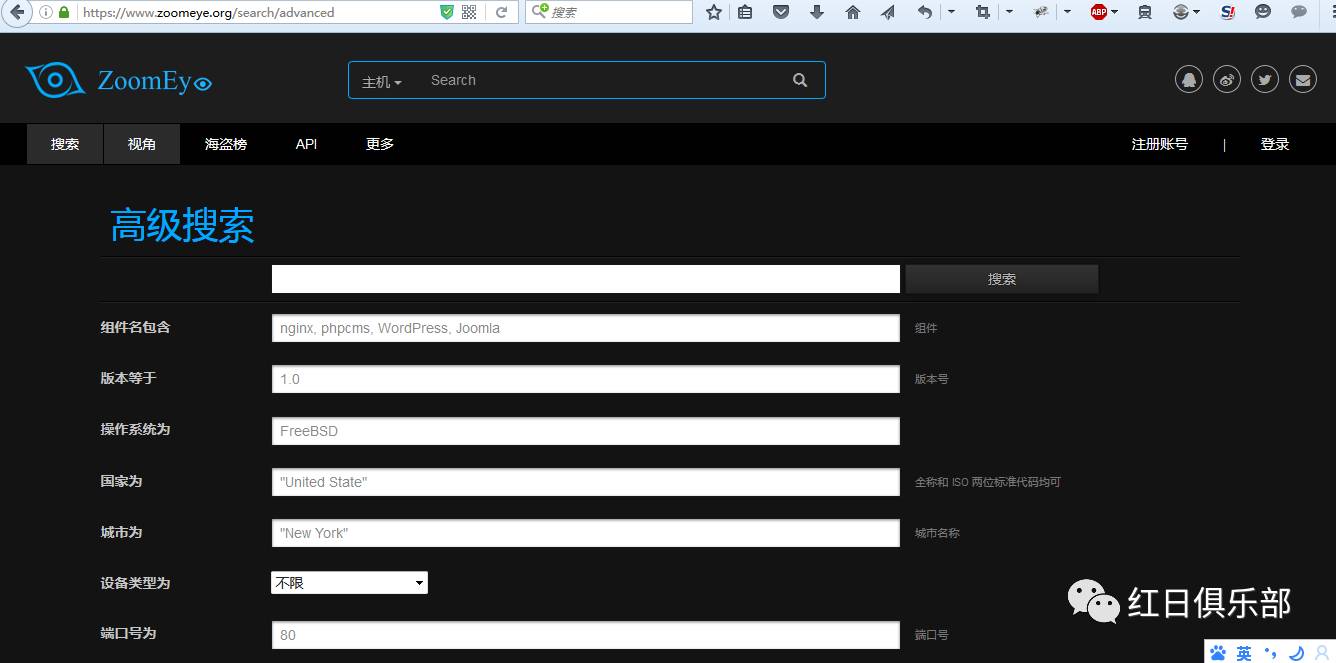 https://www.zoomeye.org/search/advanced
搜索
ABP
S!
ZoomEye
主机
Search
搜索 视角 海盗榜 API 更多 注册账号 | 登录
高级搜索
搜索
组件名包含 nginx, phpcms, WordPress, Joomla 组件
版本等于 1.0 版本号
操作系统为 FreeBSD
国家为 "United State" 全称和 ISO 两位标准代码均可
城市为 "New York" 城市名称
设备类型为 不限
端口号为 80 端口号
红日俱乐部
英